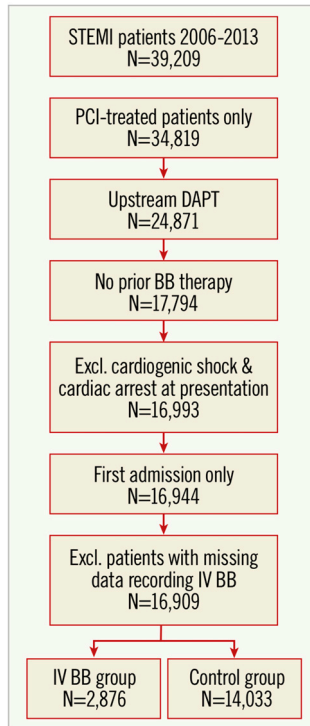 STEMI patients 2006-2013
N=39,209
PCI-treated patients only
N=34,819
Upstream DAPT
N=24,871
No prior BB therapy
N=17,794
Excl. cardiogenic shock &
cardiac arrest at presentation
N=16,993
First admission only
N=16,944
Excl. patients with missing
data recording IV BB
N=16,909
IV BB group
N=2,876
Control group
N=14,033